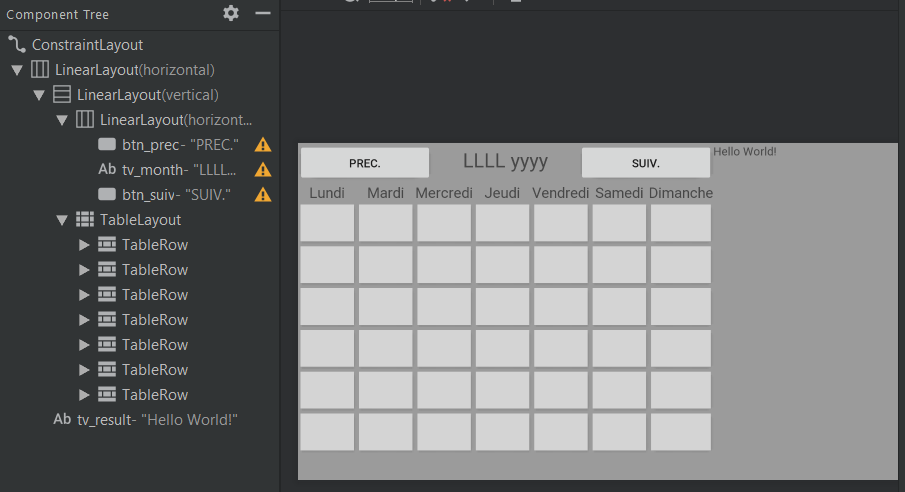 Component Tree
ConstraintLayout
LinearLayout(horizontal)
LinearLayout(vertical)
LinearLayout(horizont...
btn_prec- "PREC."
Ab tv_month- "LLLL...
btn_suiv- "SUIV."
TableLayout
TableRow
TableRow
TableRow
TableRow
TableRow
TableRow
TableRow
Ab tv_result- "Hello World!"
PREC. LLLL yyyy SUIV. Hello World!
Lundi Mardi Mercredi Jeudi Vendredi Samedi Dimanche